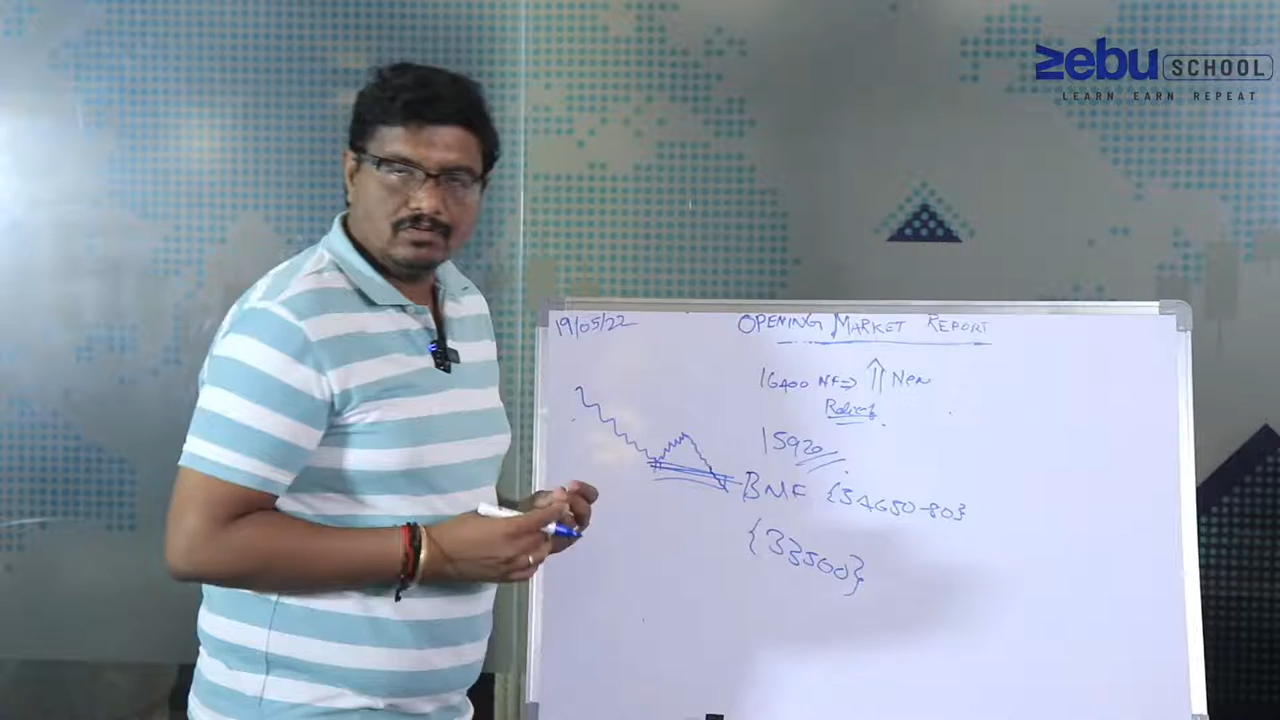 zebu SCHOOL
LEARN EARN REPEAT
19/05/22
OPENING MARKET REPORT
16400 NF⇒ ↑↑ New
15920
BNF {34650-80}
{33500}